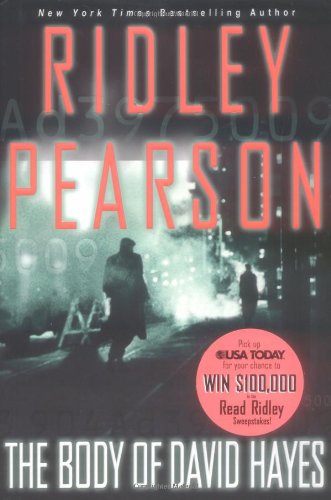 New York Times Bestselling Author
RIDLEY
Ad3975009
PEARSON
Pick up
USA TODAY
for your chance to
WIN $100,000
in the
Read Ridley
Sweepstakes!
THE BODY OF DAVID HAYES